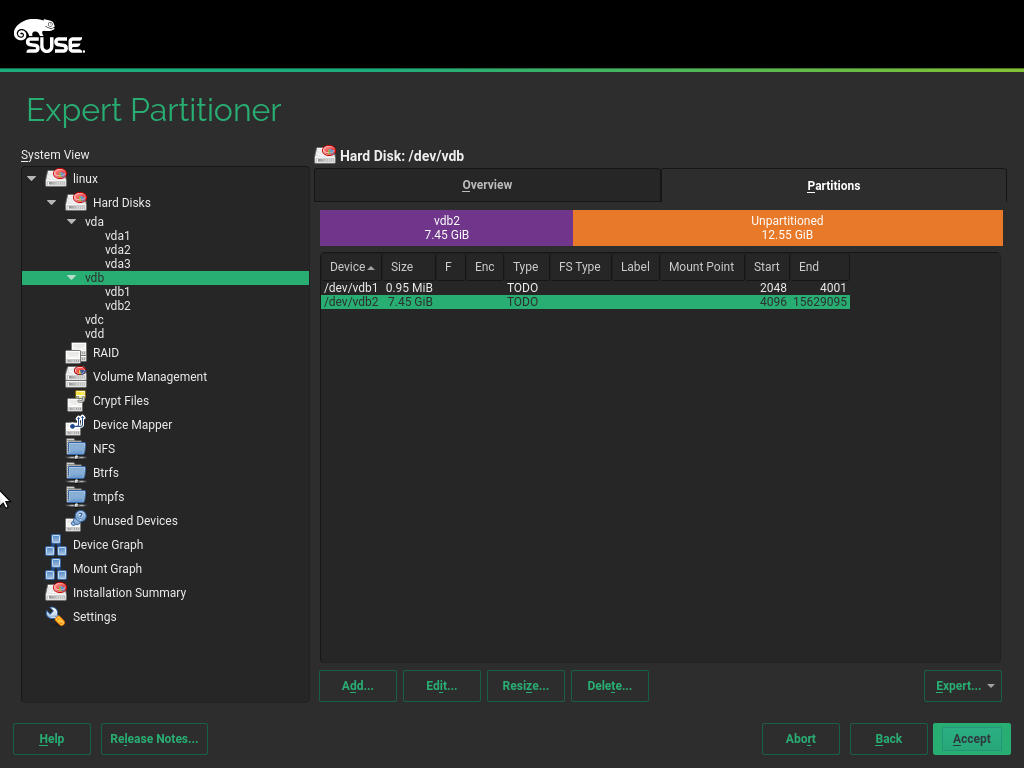 SUSE
Expert Partitioner
System View
linux
Hard Disks
vda
vda1
vda2
vda3
vdb
vdb1
vdb2
vdc
vdd
RAID
Volume Management
Crypt Files
Device Mapper
NFS
Btrfs
tmpfs
Unused Devices
Device Graph
Mount Graph
Installation Summary
Settings
Hard Disk: /dev/vdb
Overview Partitions
vdb2 Unpartitioned
7.45 GiB 12.55 GiB
Device Size F Enc Type FS Type Label Mount Point Start End
/dev/vdb1 0.95 MiB TODO 2048 4001
/dev/vdb2 7.45 GiB TODO 4096 15629095
Add... Edit... Resize... Delete... Expert...
Help Release Notes... Abort Back Accept